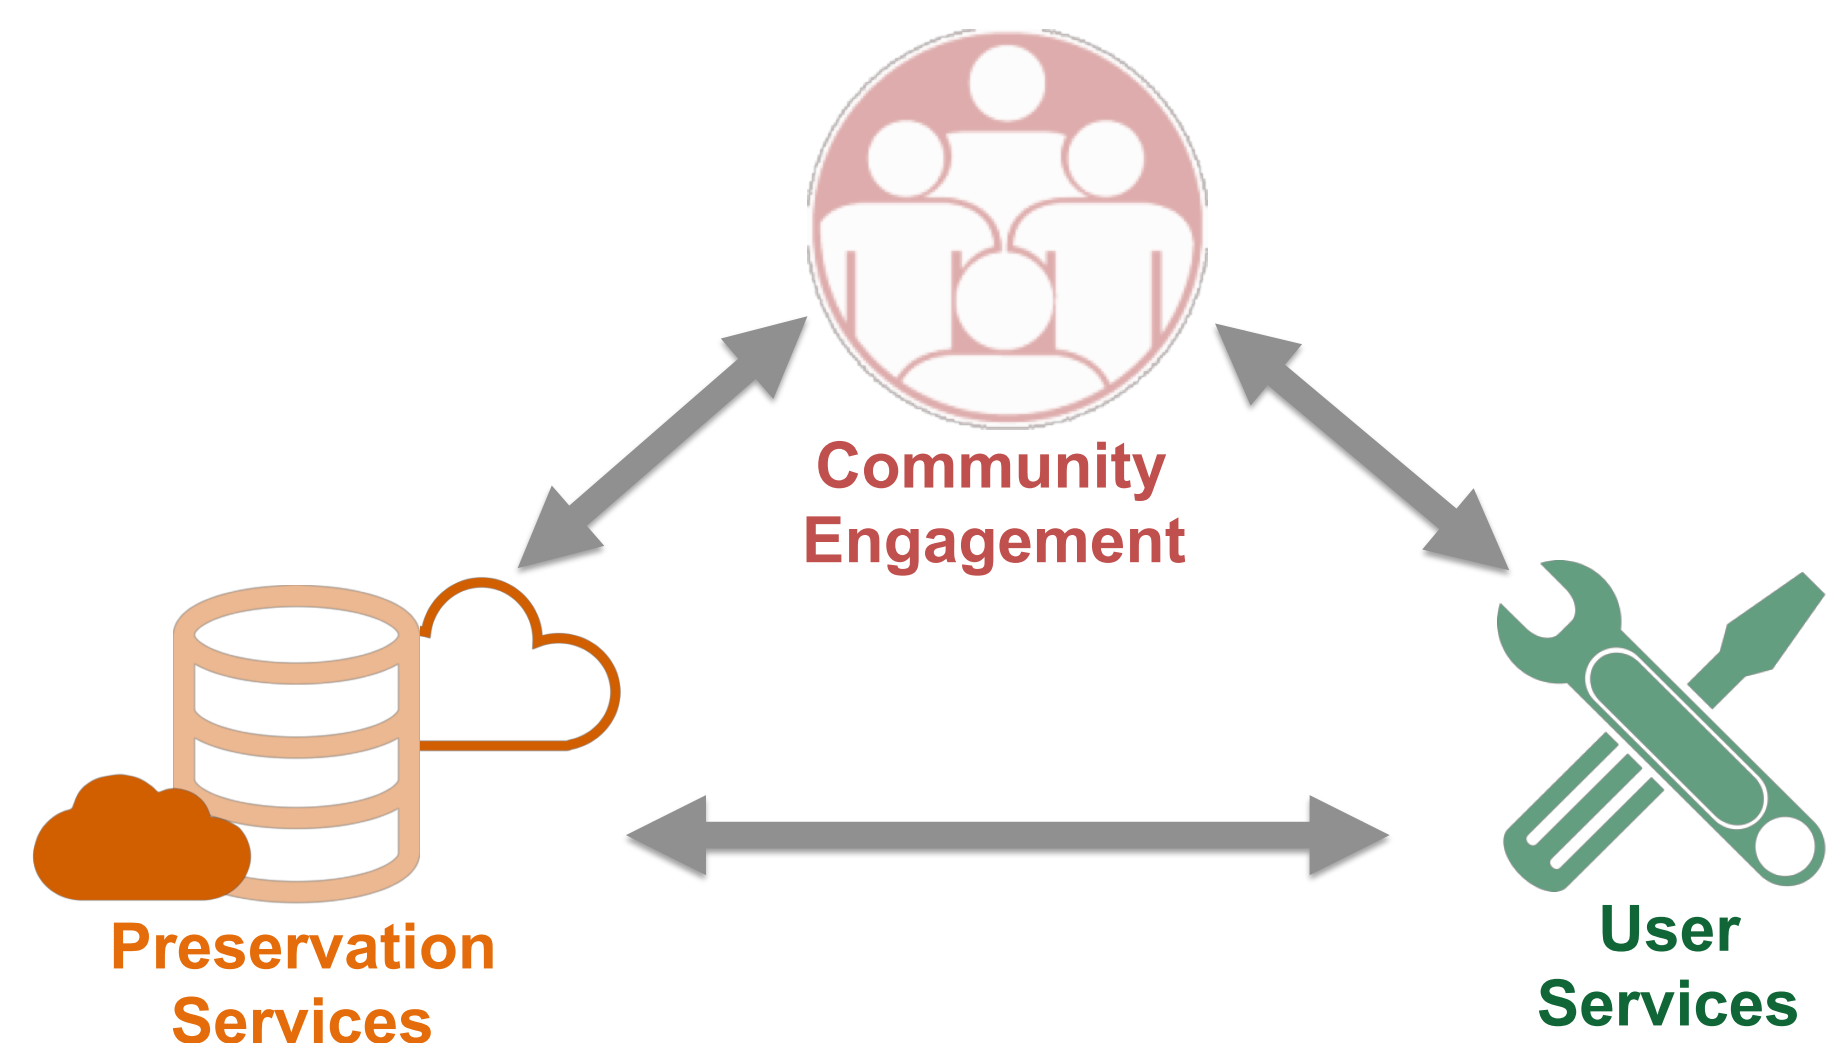 Community
Engagement
Preservation
Services
User
Services